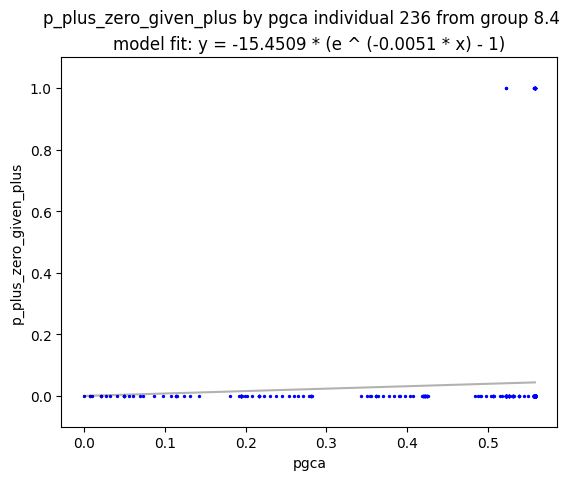 p_plus_zero_given_plus by pgca individual 236 from group 8.4
model fit: y = -15.4509 * (e ^ (-0.0051 * x) - 1)
1.0
0.8
0.6
0.4
0.2
0.0
p_plus_zero_given_plus
0.0 0.1 0.2 0.3 0.4 0.5
pgca